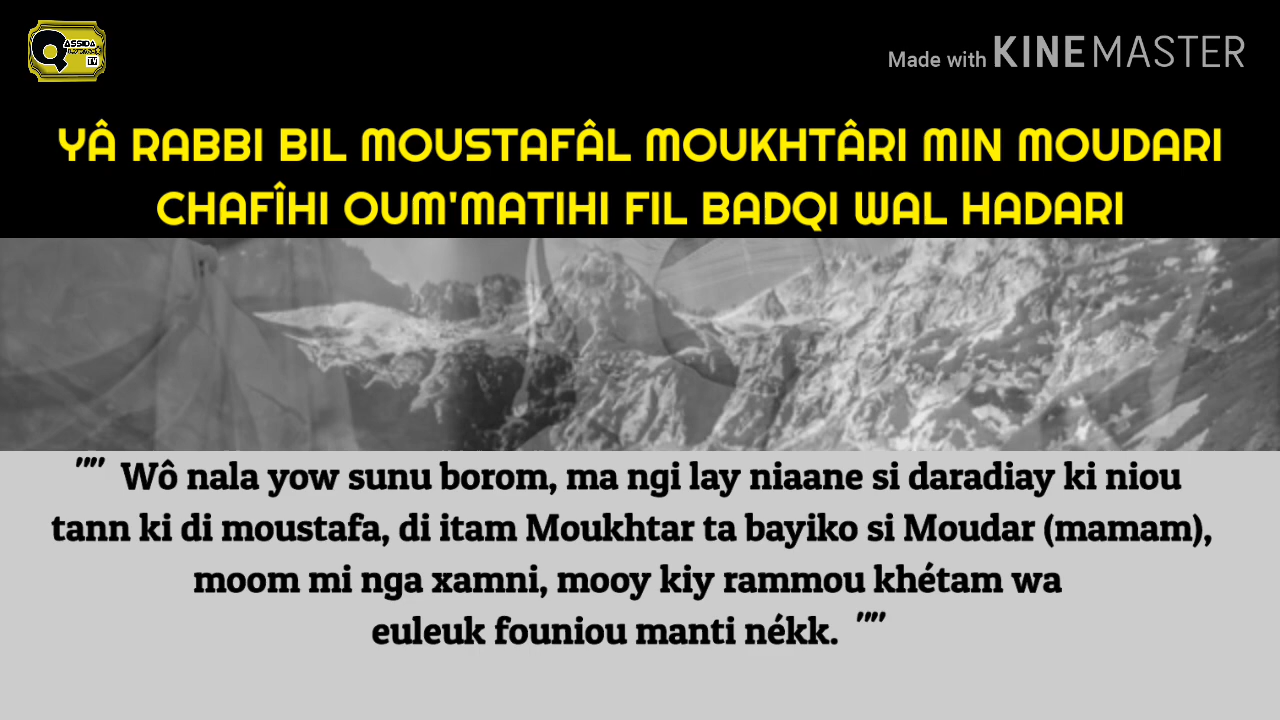 QASSIDA
TV
Made with KINEMASTER
YÂ RABBI BIL MOUSTAFÂL MOUKHTÂRI MIN MOUDARI
CHAFÎHI OUM'MATIHI FIL BADQI WAL HADARI
"" Wô nala yow sunu borom, ma ngi lay niaane si daradiay ki niou
tann ki di moustafa, di itam Moukhtar ta bayiko si Moudar (mamam),
moom mi nga xamni, mooy kiy rammou khétam wa
euleuk founiou manti nékk. ""